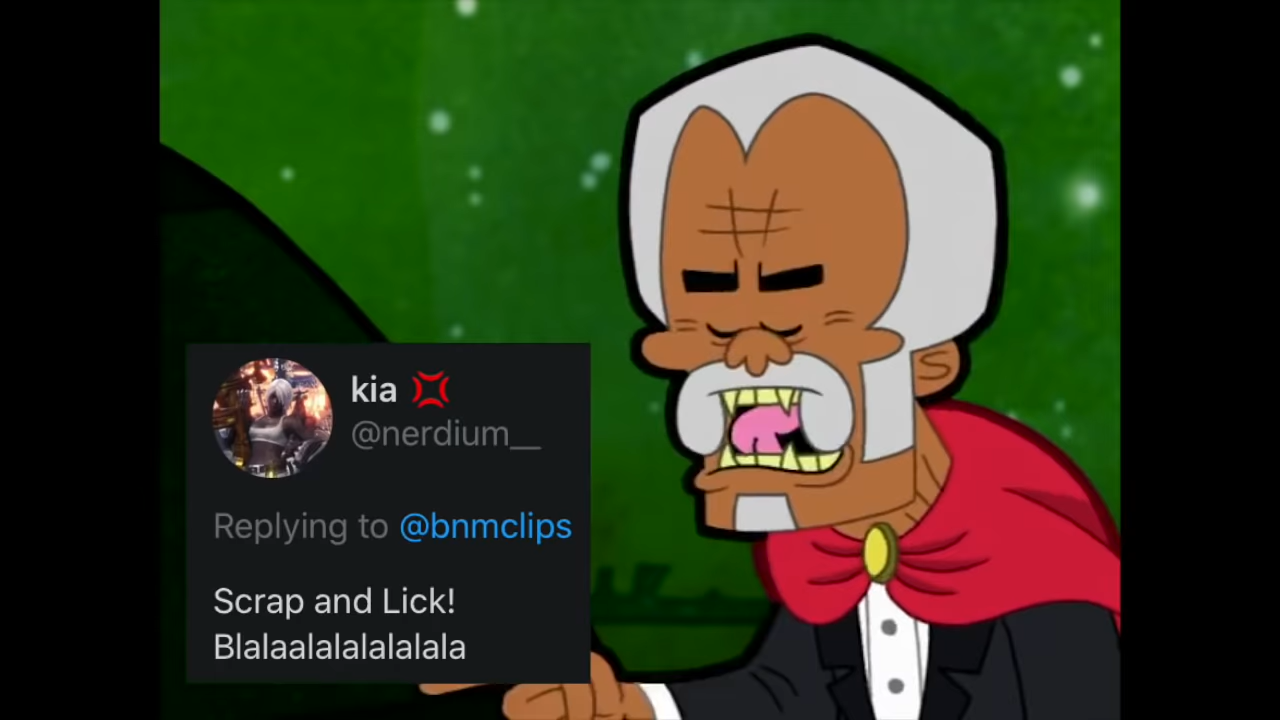 kia 💢
@nerdium__
Replying to @bnmclips
Scrap and Lick!
Blalaalalalalalala